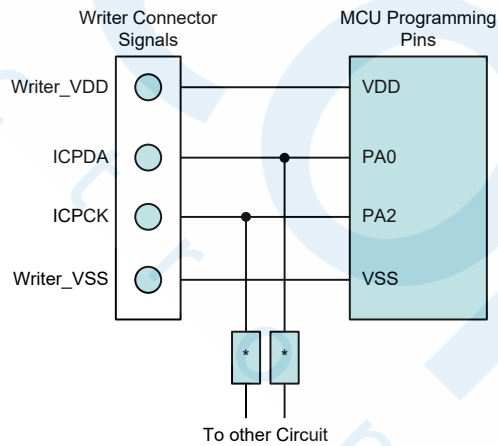 Writer Connector
Signals
MCU Programming
Pins
Writer_VDD
VDD
ICPDA
PA0
ICPCK
PA2
Writer_VSS
VSS
* *
To other Circuit